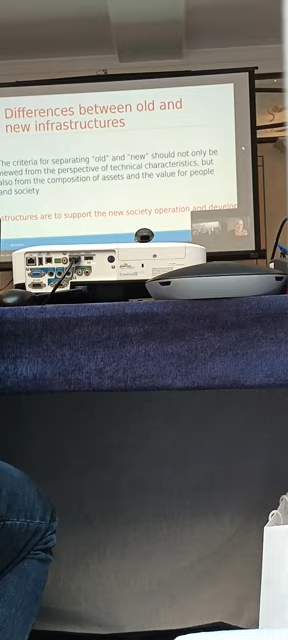 Differences between old and
new infrastructures
The criteria for separating "old" and "new" should not only be
viewed from the perspective of technical characteristics, but
also from the composition of assets and the value for people
and society
structures are to support the new society operation and develop